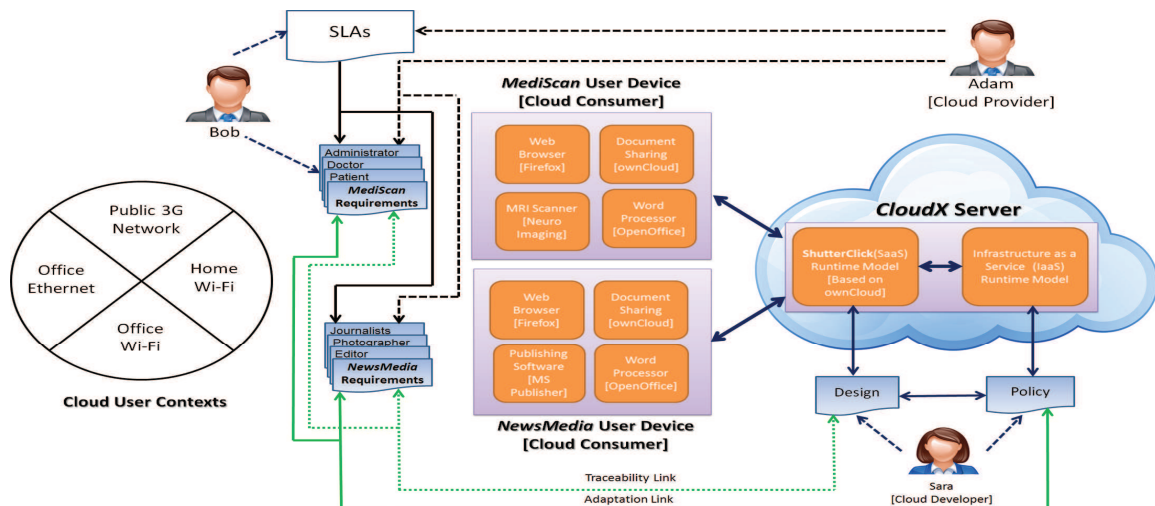 SLAs
Bob
Adam
[Cloud Provider]
MediScan User Device
[Cloud Consumer]
Web
Browser
[Firefox]
Document
Sharing
[ownCloud]
MRI Scanner
[Neuro
Imaging]
Word
Processor
[OpenOffice]
Administrator
Doctor
Patient
MediScan
Requirements
Public 3G
Network
Office
Ethernet
Home
Wi-Fi
Office
Wi-Fi
Cloud User Contexts
CloudX Server
ShutterClick(SaaS)
Runtime Model
[Based on
ownCloud]
Infrastructure as a
Service (IaaS)
Runtime Model
Journalists
Photographer
Editor
NewsMedia
Requirements
Web
Browser
[Firefox]
Document
Sharing
[ownCloud]
Publishing
Software
[MS
Publisher]
Word
Processor
[OpenOffice]
NewsMedia User Device
[Cloud Consumer]
Design
Policy
Sara
[Cloud Developer]
Traceability Link
Adaptation Link